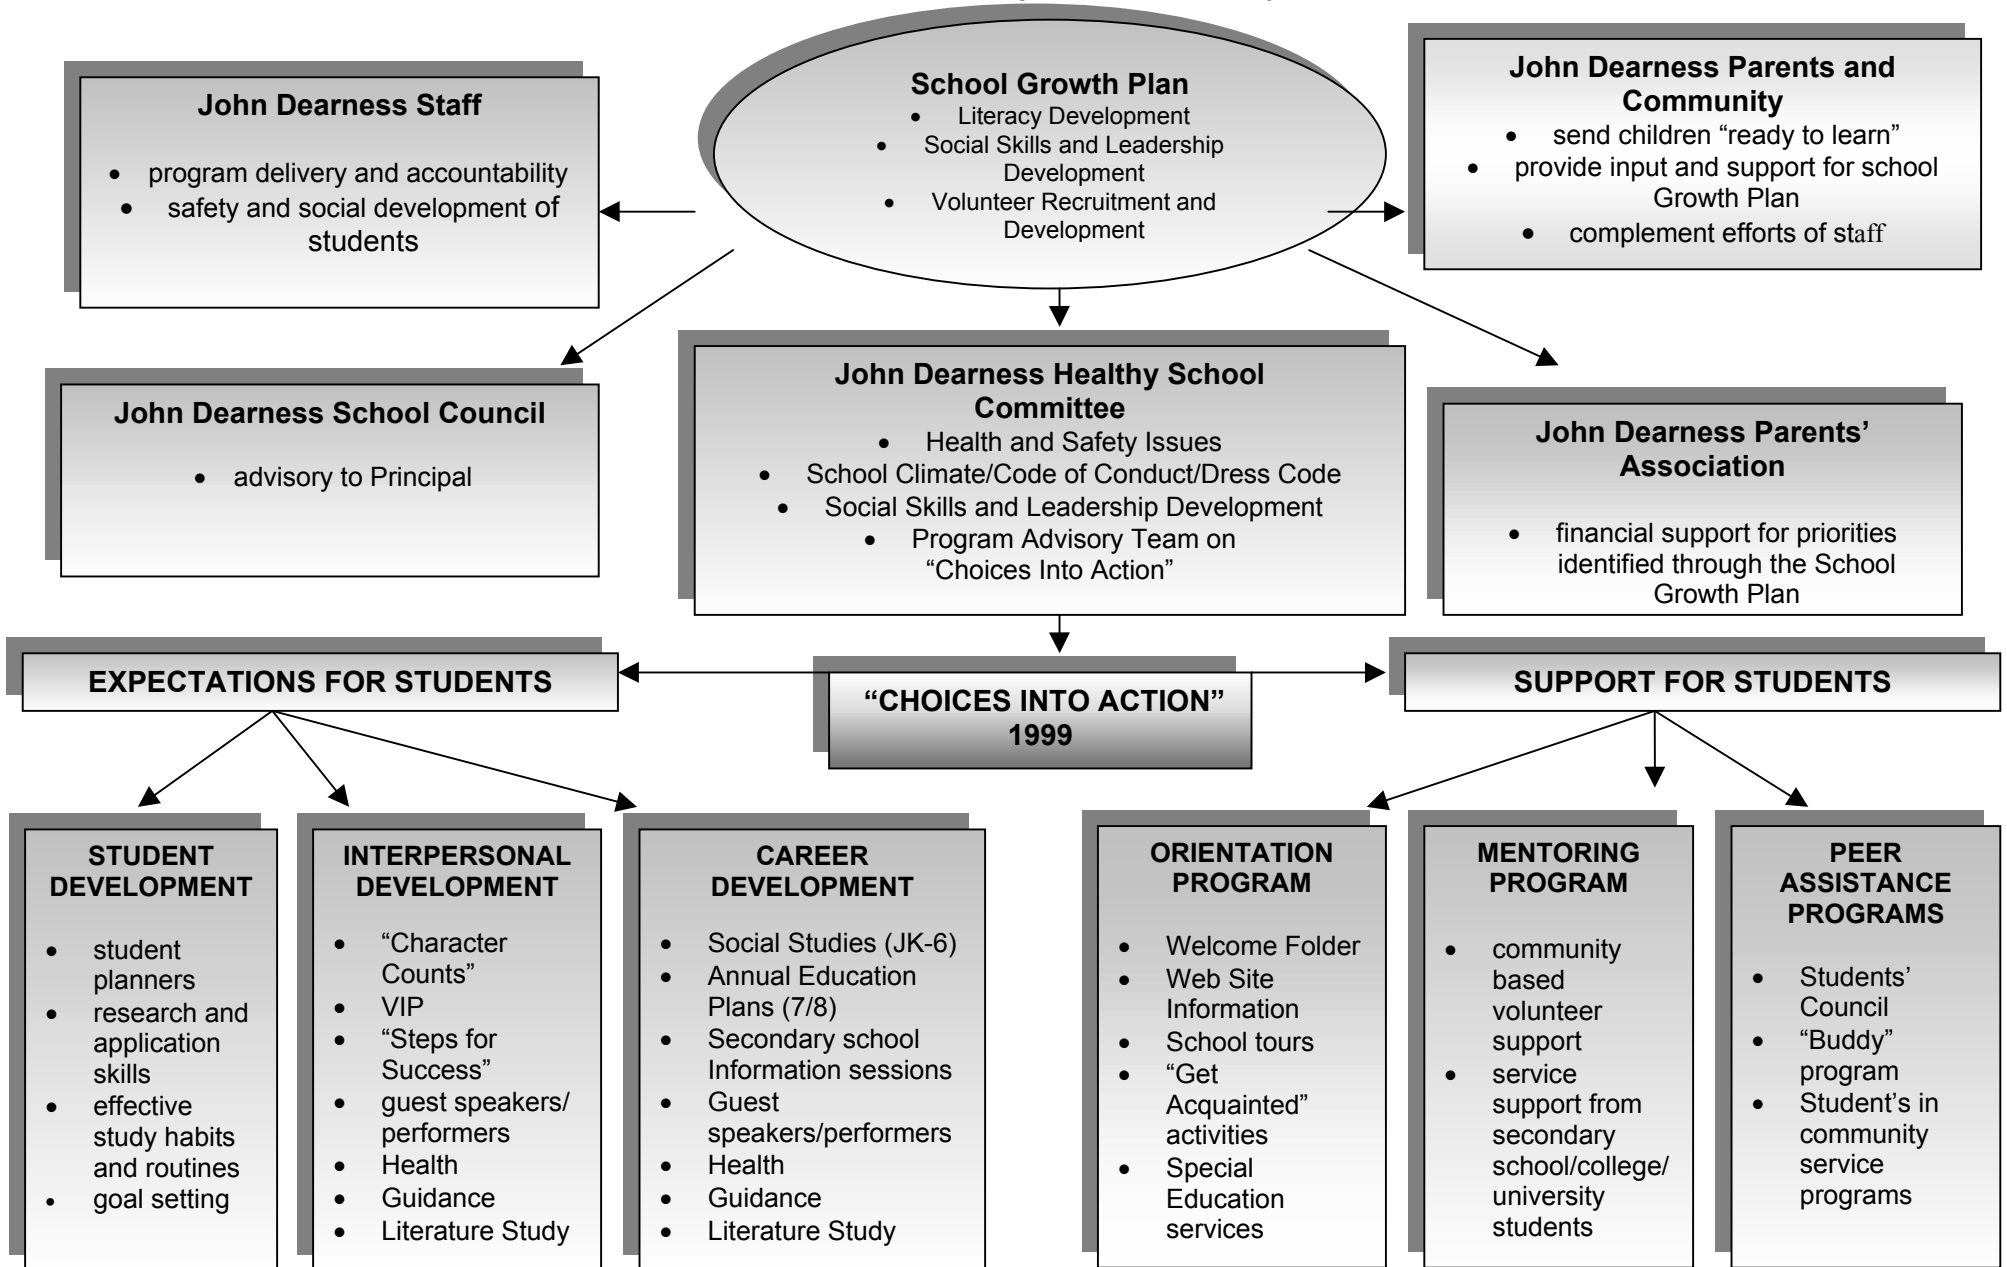 School Growth Plan
• Literacy Development
• Social Skills and Leadership
Development
• Volunteer Recruitment and
Development
John Dearness Staff
• program delivery and accountability
• safety and social development of
students
John Dearness Parents and
Community
• send children “ready to learn”
• provide input and support for school
Growth Plan
• complement efforts of staff
John Dearness School Council
• advisory to Principal
John Dearness Healthy School
Committee
• Health and Safety Issues
• School Climate/Code of Conduct/Dress Code
• Social Skills and Leadership Development
• Program Advisory Team on
“Choices Into Action”
John Dearness Parents’
Association
• financial support for priorities
identified through the School
Growth Plan
EXPECTATIONS FOR STUDENTS
“CHOICES INTO ACTION”
1999
SUPPORT FOR STUDENTS
STUDENT
DEVELOPMENT
• student
planners
• research and
application
skills
• effective
study habits
and routines
• goal setting
INTERPERSONAL
DEVELOPMENT
• “Character
Counts”
• VIP
• “Steps for
Success”
• guest speakers/
performers
• Health
• Guidance
• Literature Study
CAREER
DEVELOPMENT
• Social Studies (JK-6)
• Annual Education
Plans (7/8)
• Secondary school
Information sessions
• Guest
speakers/performers
• Health
• Guidance
• Literature Study
ORIENTATION
PROGRAM
• Welcome Folder
• Web Site
Information
• School tours
• “Get
Acquainted”
activities
• Special
Education
services
MENTORING
PROGRAM
• community
based
volunteer
support
• service
support from
secondary
school/college/
university
students
PEER
ASSISTANCE
PROGRAMS
• Students’
Council
• “Buddy”
program
• Student’s in
community
service
programs